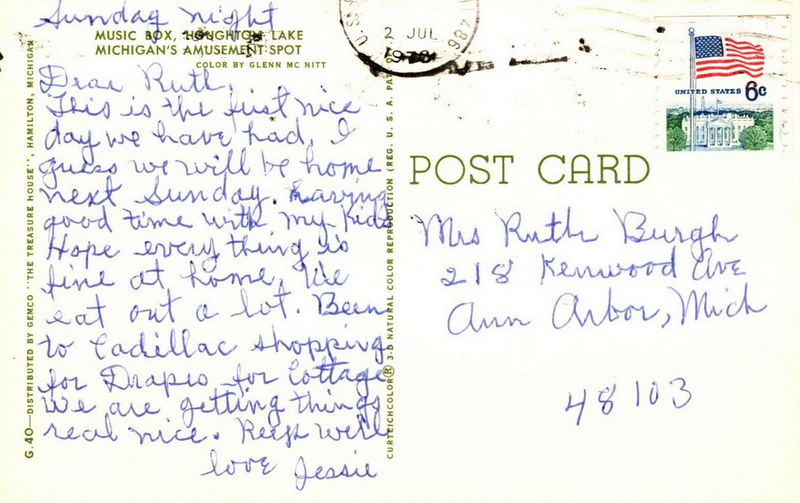 Sunday night
MUSIC BOX, HOUGHTON LAKE
MICHIGAN'S AMUSEMENT SPOT
COLOR BY GLENN MC NITT
Dear Ruth,
This is the first nice
day we have had. I
guess we will be home
next Sunday. Having
good time with my Kids
Hope every thing is
fine at home. We
eat out a lot. Been
to Cadillac shopping
for Drapes for Cottage
we are getting things
real nice. Keep well
love Jessie
G.40—DISTRIBUTED BY GEMCO "THE TREASURE HOUSE", HAMILTON, MICHIGAN
CURTEICHCOLOR® 3-D NATURAL COLOR REPRODUCTION (REG. U. S. A. PAT.
2 JUL
UNITED STATES 6c
POST CARD
Mrs Ruth Burgh
218 Kenwood Ave
Ann Arbor, Mich
48103